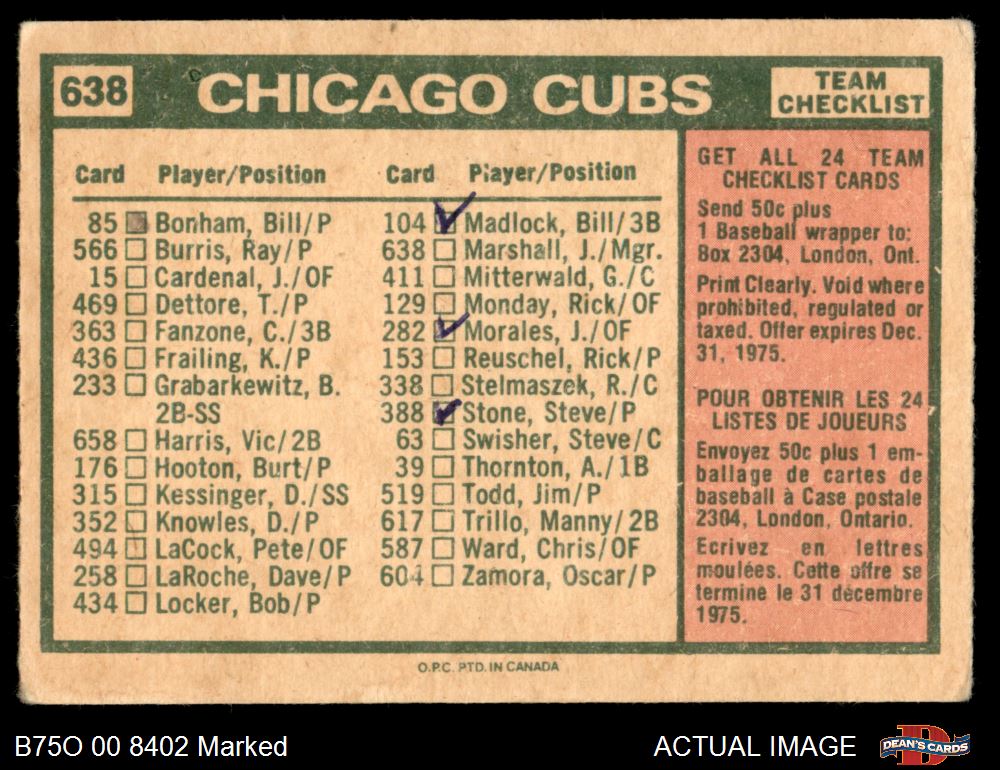 638 CHICAGO CUBS TEAM CHECKLIST
Card Player/Position
85 Bonham, Bill/P
566 Burris, Ray/P
15 Cardenal, J./OF
469 Dettore, T./P
363 Fanzone, C./3B
436 Frailing, K./P
233 Grabarkewitz, B.
2B-SS
658 Harris, Vic/2B
176 Hooton, Burt/P
315 Kessinger, D./SS
352 Knowles, D./P
494 LaCock, Pete/OF
258 LaRoche, Dave/P
434 Locker, Bob/P
Card Player/Position
104 Madlock, Bill/3B
638 Marshall, J./Mgr.
411 Mitterwald, G./C
129 Monday, Rick/OF
282 Morales, J./OF
153 Reuschel, Rick/P
338 Stelmaszek, R./C
388 Stone, Steve/P
63 Swisher, Steve/C
39 Thornton, A./1B
519 Todd, Jim/P
617 Trillo, Manny/2B
587 Ward, Chris/OF
604 Zamora, Oscar/P
GET ALL 24 TEAM
CHECKLIST CARDS
Send 50c plus
1 Baseball wrapper to:
Box 2304, London, Ont.
Print Clearly. Void where
prohibited, regulated or
taxed. Offer expires Dec.
31, 1975.
POUR OBTENIR LES 24
LISTES DE JOUEURS
Envoyez 50c plus 1 em-
ballage de cartes de
baseball à Case postale
2304, London, Ontario.
Ecrivez en lettres
moulées. Cette offre se
termine le 31 décembre
1975.
O.P.C. PTD. IN CANADA
B75O 00 8402 Marked
ACTUAL IMAGE
DEAN'S CARDS